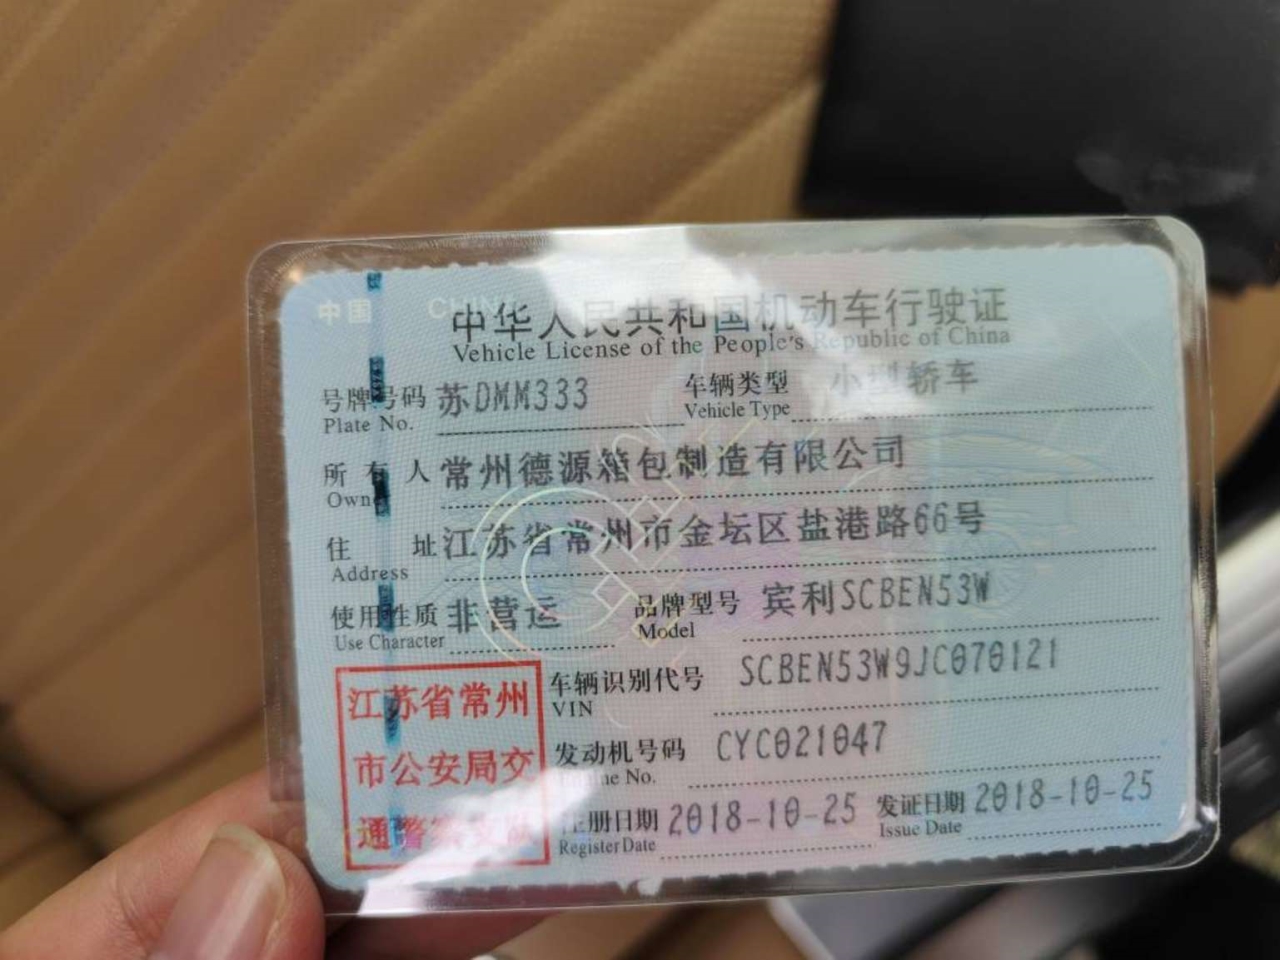 中国 CHINA
中华人民共和国机动车行驶证
Vehicle License of the People's Republic of China
号牌号码 苏DMM333 车辆类型 小型轿车
Plate No. Vehicle Type
所有人 常州德源箱包制造有限公司
Owner
住址 江苏省常州市金坛区盐港路66号
Address
使用性质 非营运 品牌型号 宾利SCBEN53W
Use Character Model
车辆识别代号 SCBEN53W9JC070121
VIN
发动机号码 CYC021047
Engine No.
注册日期 2018-10-25 发证日期 2018-10-25
Register Date Issue Date
江苏省常州
市公安局交
通警察支队